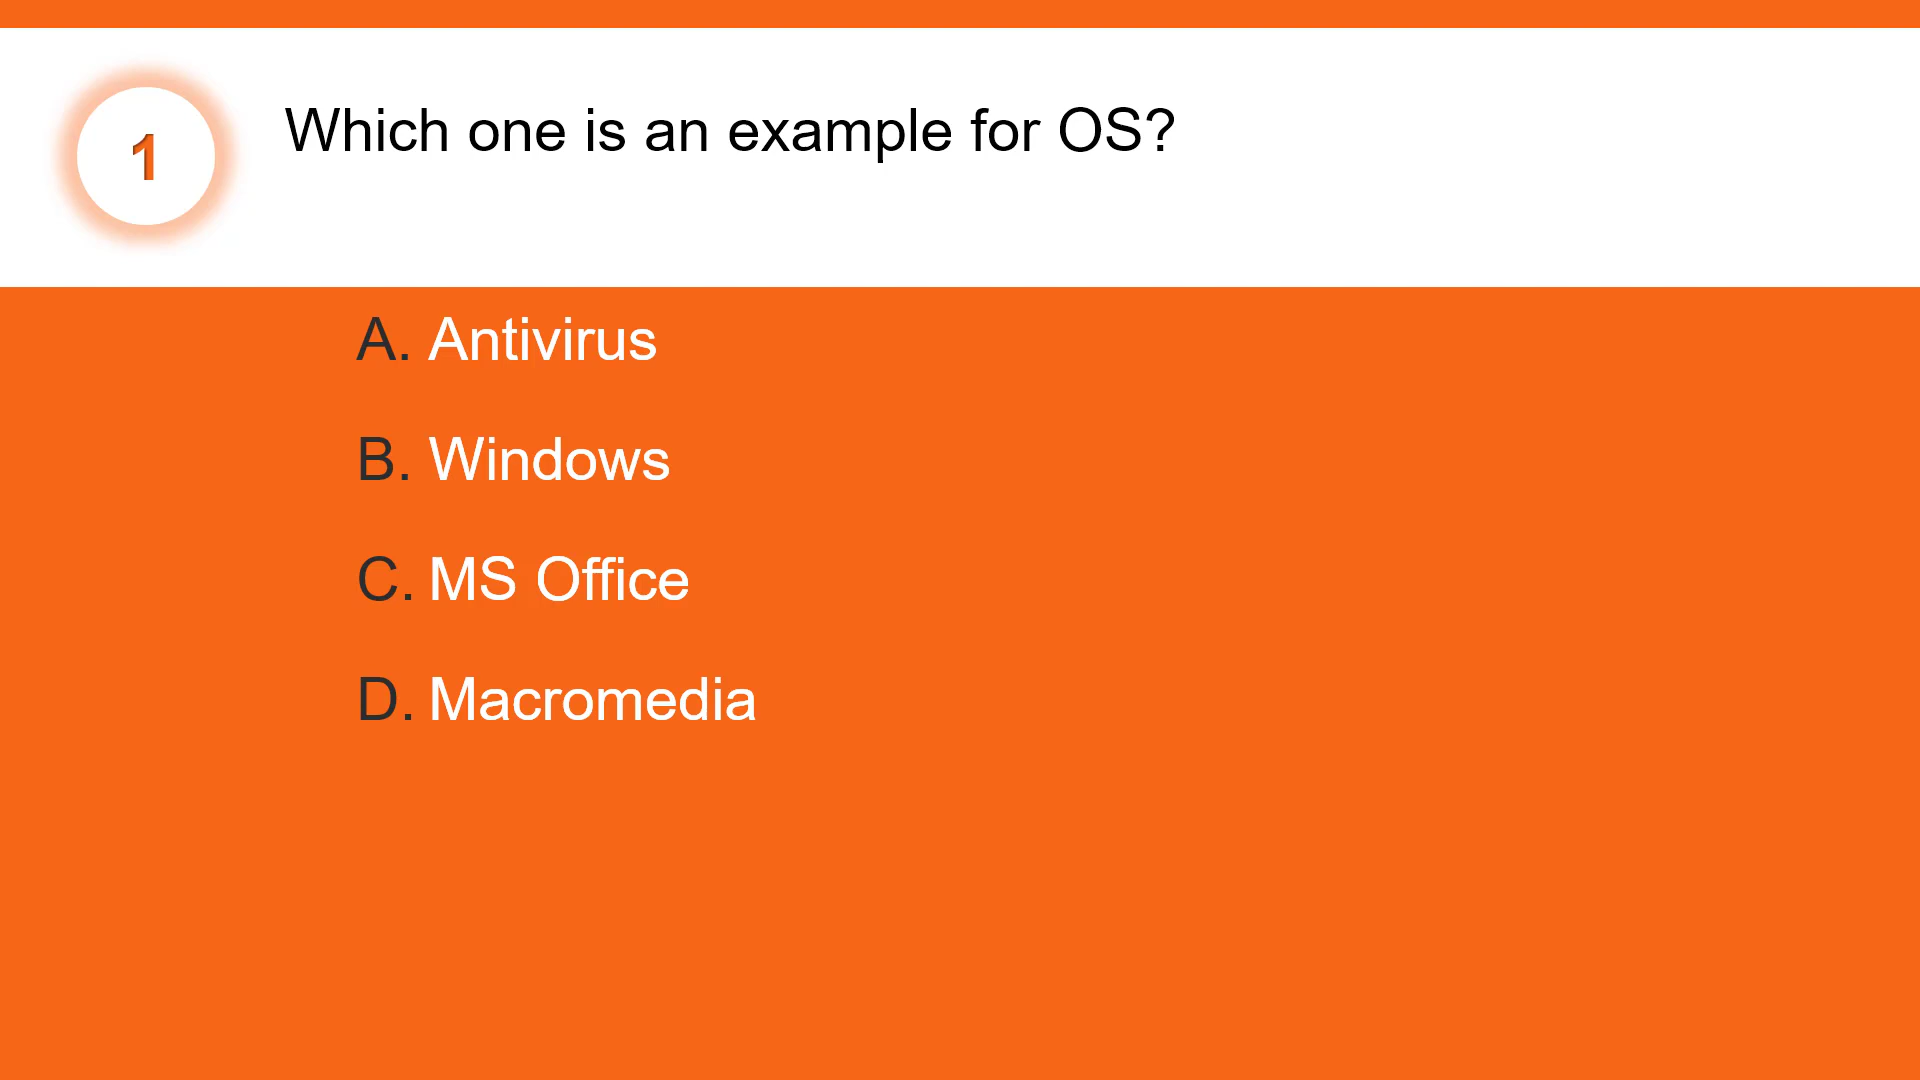 1
Which one is an example for OS?
A. Antivirus
B. Windows
C. MS Office
D. Macromedia